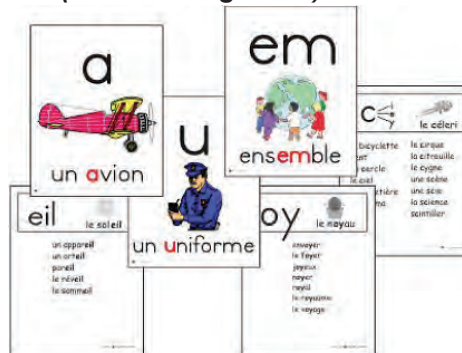 a
un avion
em
ensemble
u
un uniforme
c
le céleri
bicyclette
cercle
le ciel
le cirque
la citrouille
le cygne
une scène
une scie
la science
scintiller
eil
le soleil
un appareil
un orteil
pareil
le réveil
le sommeil
oy
le noyau
envoyer
le foyer
joyeux
noyer
royal
le royaume
le voyage